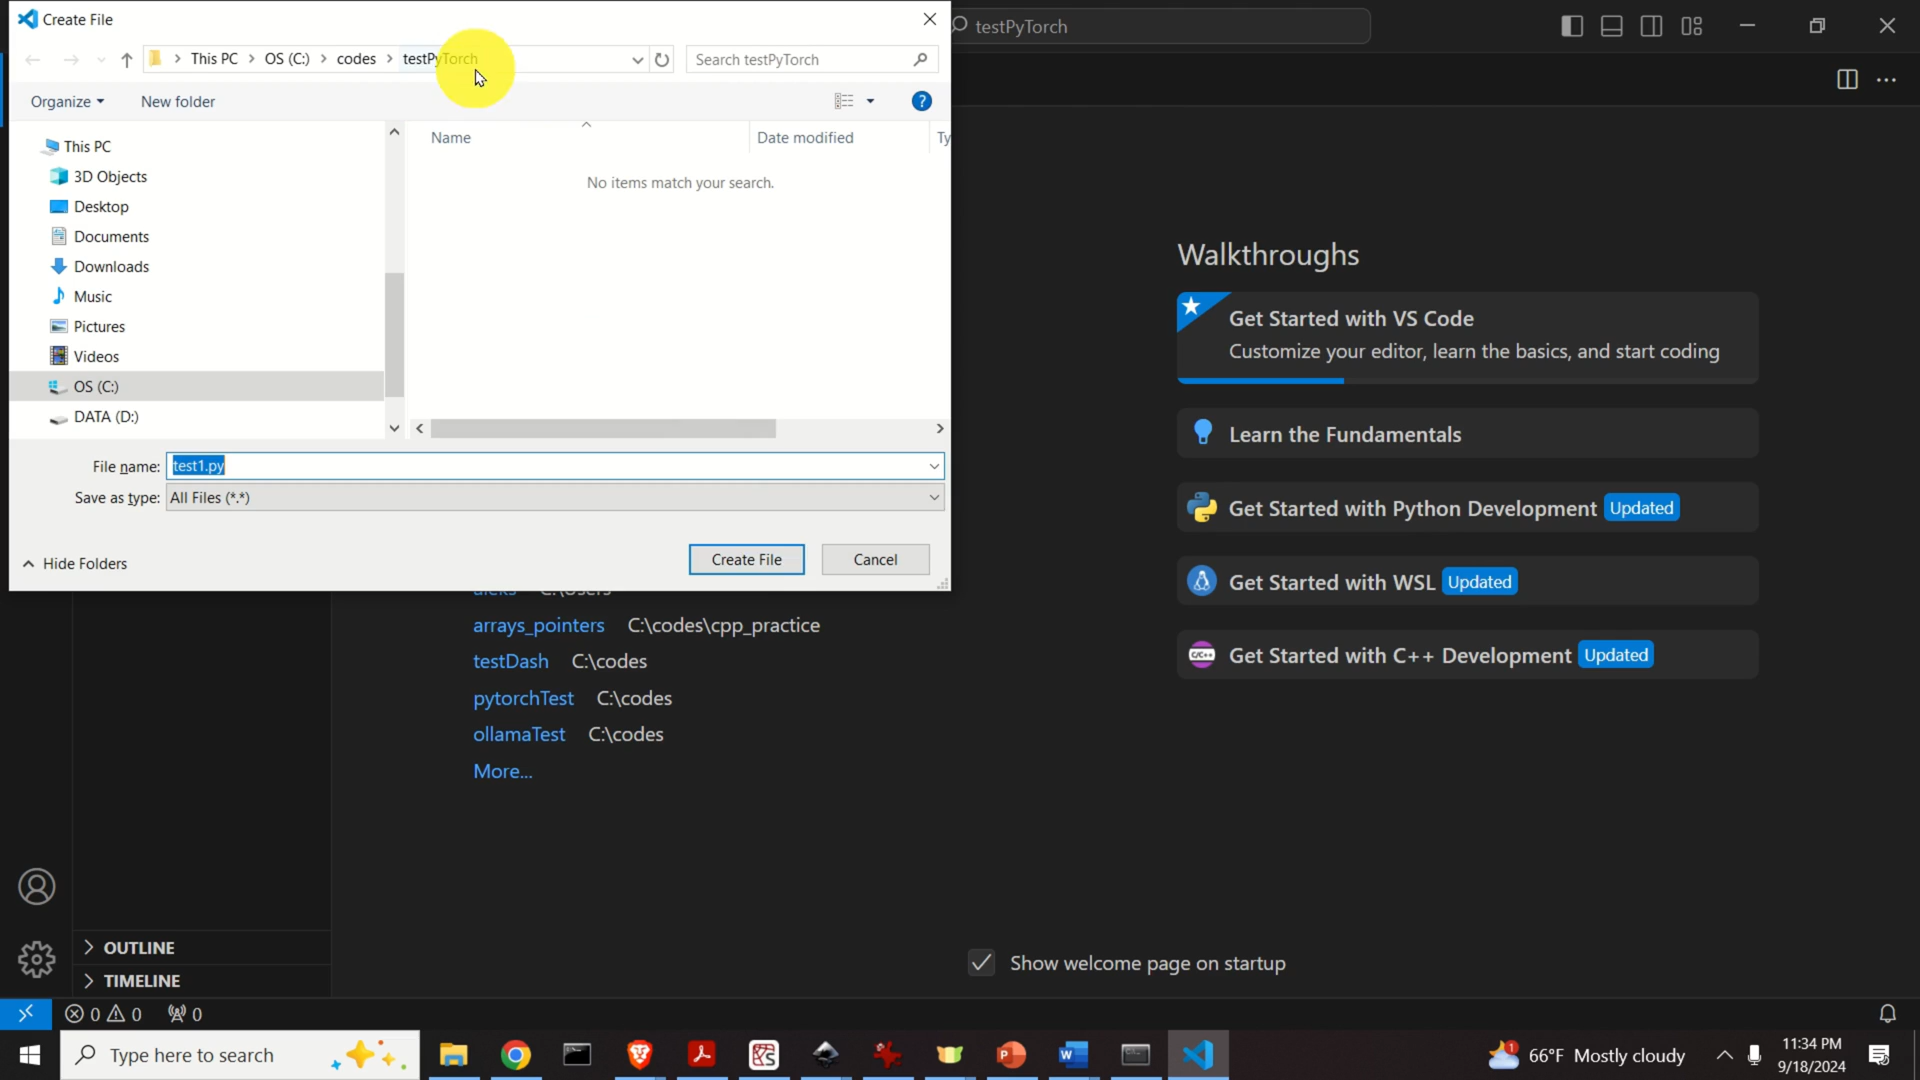 Create File
testPyTorch
This PC > OS (C:) > codes > testPyTorch
Search testPyTorch
Organize
New folder
This PC
3D Objects
Desktop
Documents
Downloads
Music
Pictures
Videos
OS (C:)
DATA (D:)
Name
Date modified
Ty
No items match your search.
File name: test1.py
Save as type: All Files (*.*)
Hide Folders
Create File
Cancel
arrays_pointers C:\codes\cpp_practice
testDash C:\codes
pytorchTest C:\codes
ollamaTest C:\codes
More...
Walkthroughs
Get Started with VS Code
Customize your editor, learn the basics, and start coding
Learn the Fundamentals
Get Started with Python Development Updated
Get Started with WSL Updated
C/C++ Get Started with C++ Development Updated
Show welcome page on startup
OUTLINE
TIMELINE
0 0 0
Type here to search
66°F Mostly cloudy
11:34 PM
9/18/2024